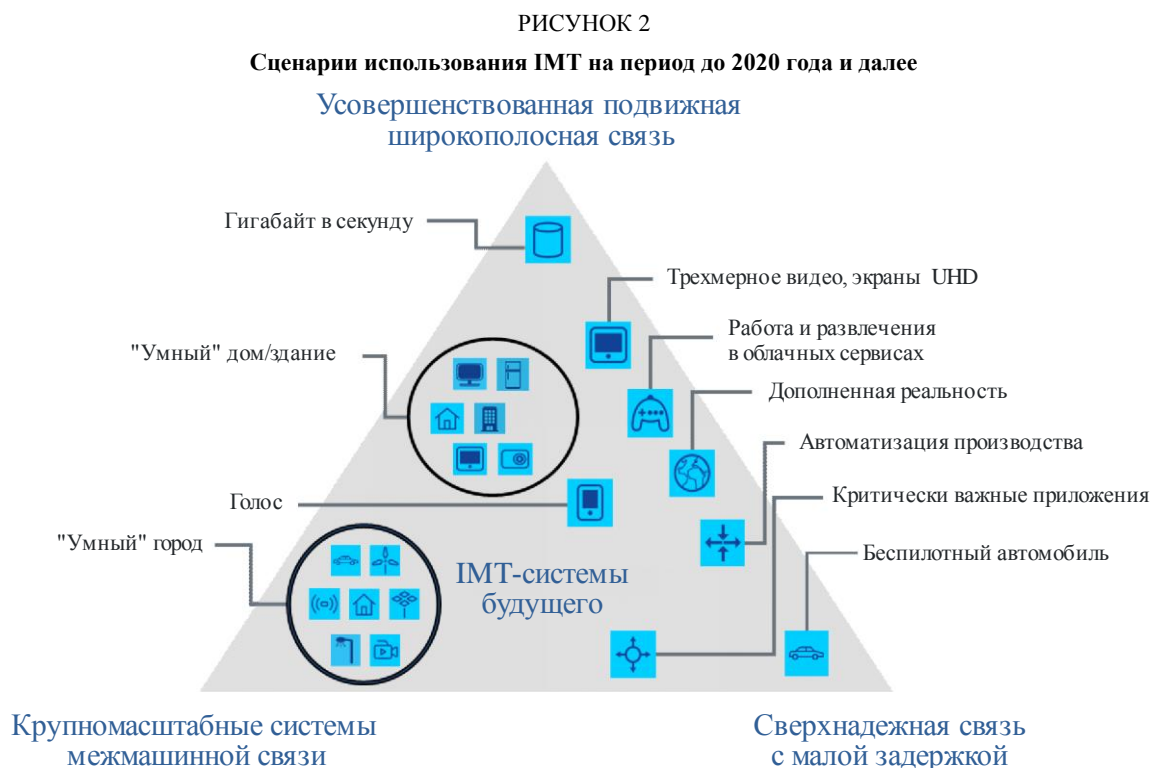 РИСУНОК 2
Сценарии использования IMT на период до 2020 года и далее
Усовершенствованная подвижная
широкополосная связь
Гигабайт в секунду
Трехмерное видео, экраны UHD
Работа и развлечения
в облачных сервисах
"Умный" дом/здание
Дополненная реальность
Автоматизация производства
Голос
Критически важные приложения
"Умный" город
Беспилотный автомобиль
IMT-системы
будущего
Крупномасштабные системы
межмашинной связи
Сверхнадежная связь
с малой задержкой